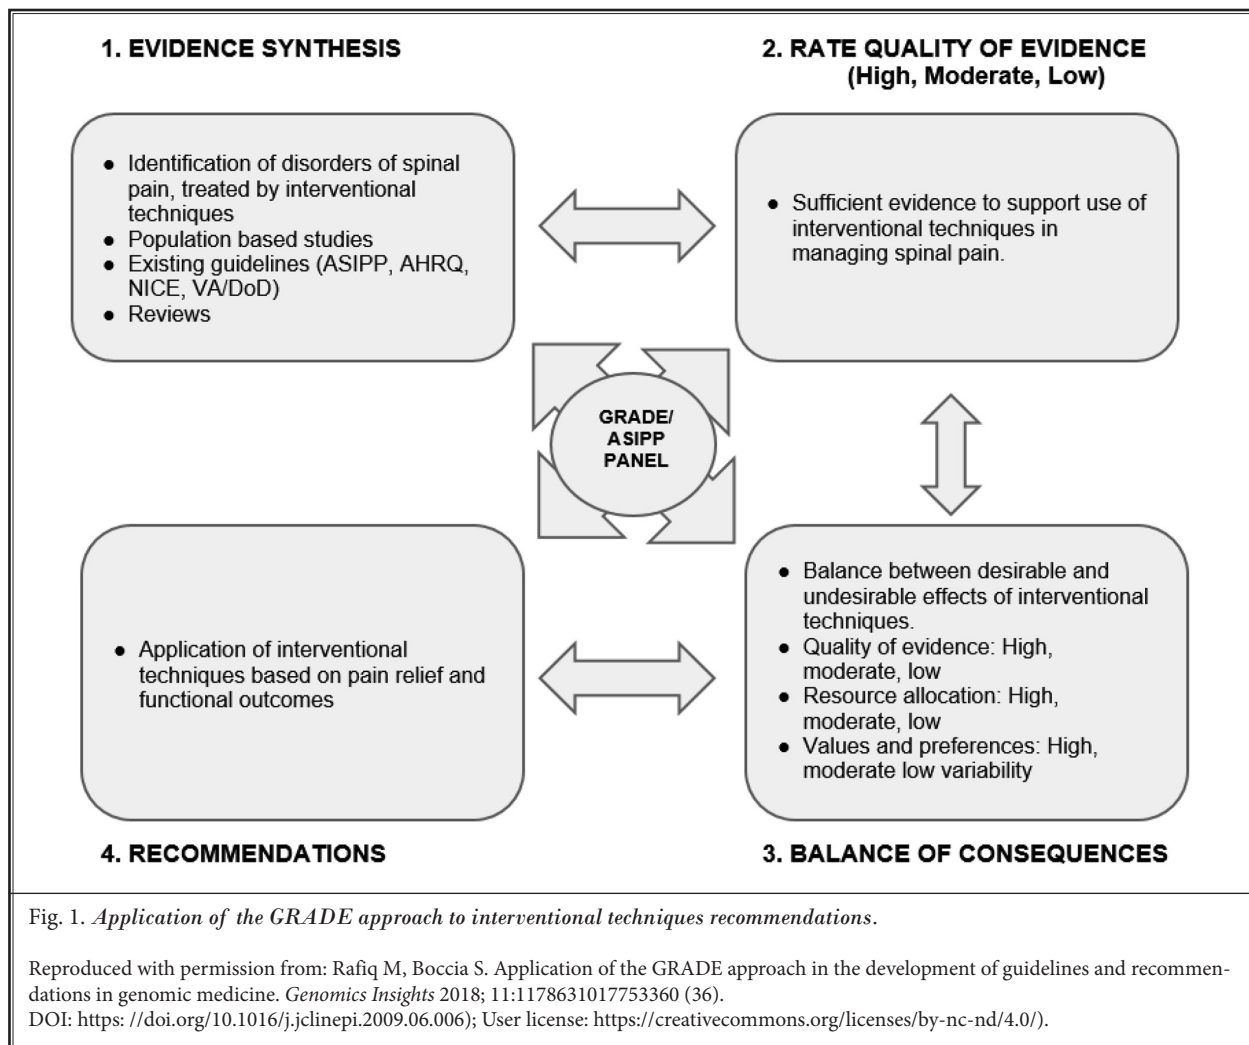 1. EVIDENCE SYNTHESIS
● Identification of disorders of spinal
pain, treated by interventional
techniques
● Population based studies
● Existing guidelines (ASIPP, AHRQ,
NICE, VA/DoD)
● Reviews
2. RATE QUALITY OF EVIDENCE
(High, Moderate, Low)
● Sufficient evidence to support use of
interventional techniques in
managing spinal pain.
GRADE/
ASIPP
PANEL
● Balance between desirable and
undesirable effects of interventional
techniques.
● Quality of evidence: High,
moderate, low
● Resource allocation: High,
moderate, low
● Values and preferences: High,
moderate low variability
3. BALANCE OF CONSEQUENCES
● Application of interventional
techniques based on pain relief and
functional outcomes
4. RECOMMENDATIONS
Fig. 1. Application of the GRADE approach to interventional techniques recommendations.
Reproduced with permission from: Rafiq M, Boccia S. Application of the GRADE approach in the development of guidelines and recommen-
dations in genomic medicine. Genomics Insights 2018; 11:1178631017753360 (36).
DOI: https: //doi.org/10.1016/j.jclinepi.2009.06.006); User license: https://creativecommons.org/licenses/by-nc-nd/4.0/).